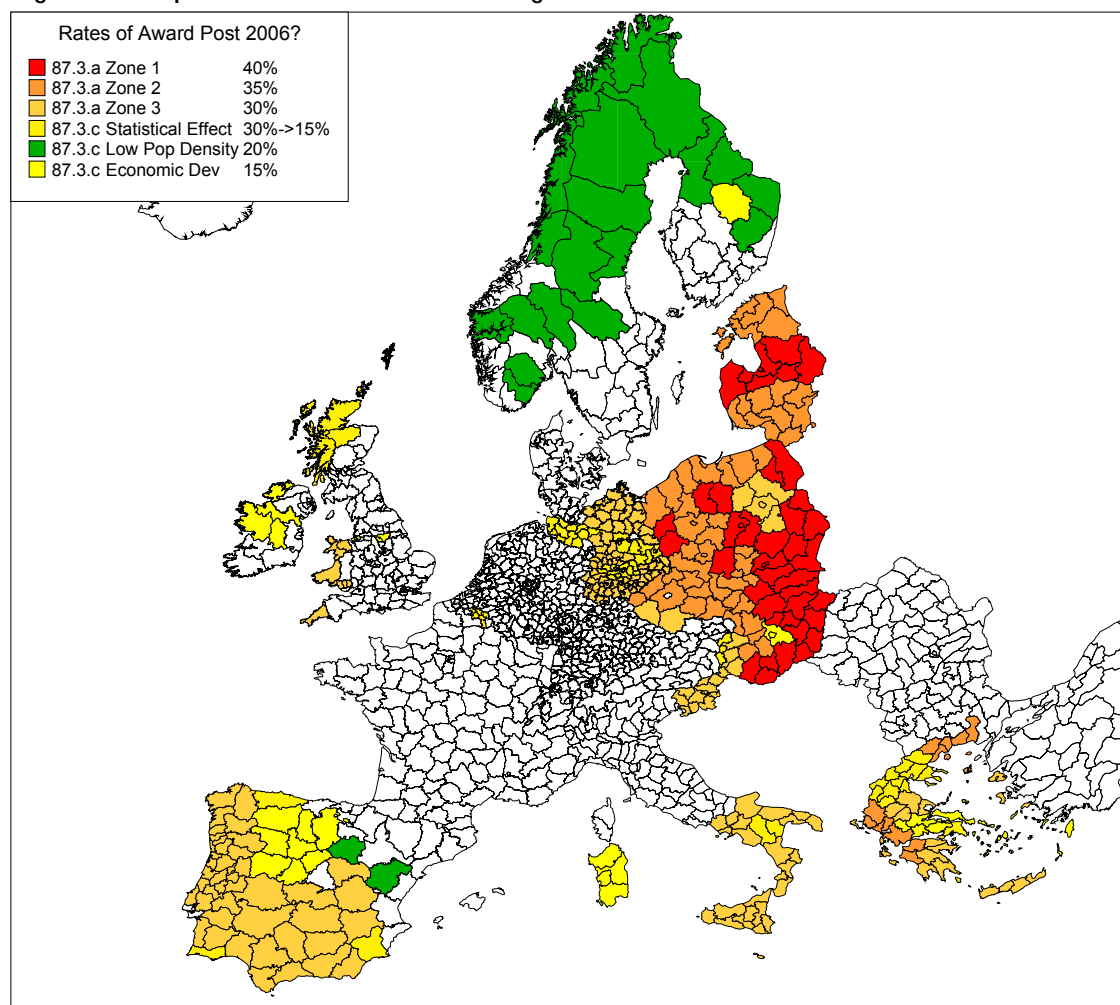 Rates of Award Post 2006?
87.3.a Zone 1 40%
87.3.a Zone 2 35%
87.3.a Zone 3 30%
87.3.c Statistical Effect 30%->15%
87.3.c Low Pop Density 20%
87.3.c Economic Dev 15%